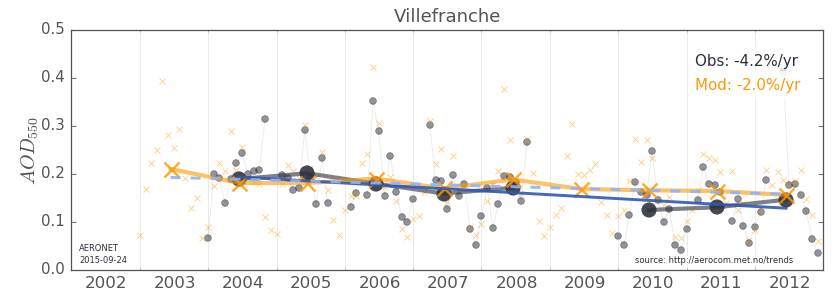 Villefranche
0.5
0.4
0.3
0.2
0.1
0.0
AOD550
Obs: -4.2%/yr
Mod: -2.0%/yr
AERONET
2015-09-24
source: http://aerocom.met.no/trends
2002 2003 2004 2005 2006 2007 2008 2009 2010 2011 2012